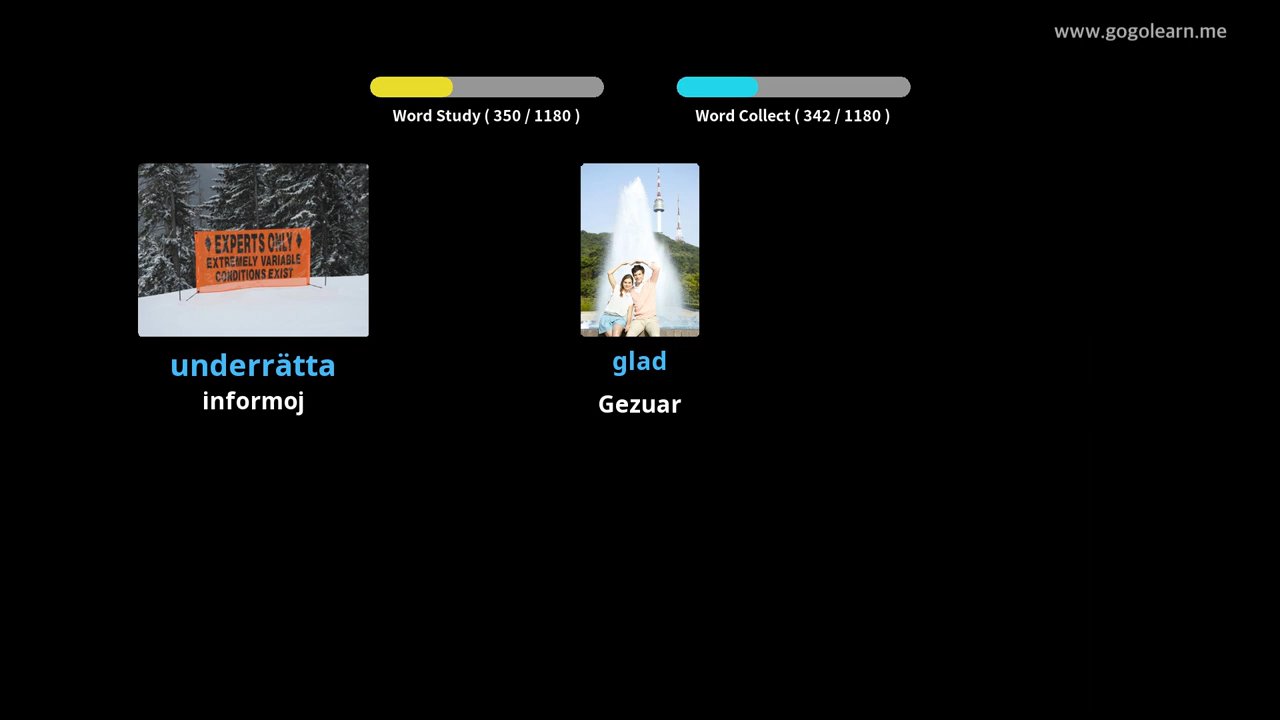 www.gogolearn.me
Word Study ( 350 / 1180 )
Word Collect ( 342 / 1180 )
EXPERTS ONLY
EXTREMELY VARIABLE
CONDITIONS EXIST
underrätta
informoj
glad
Gezuar